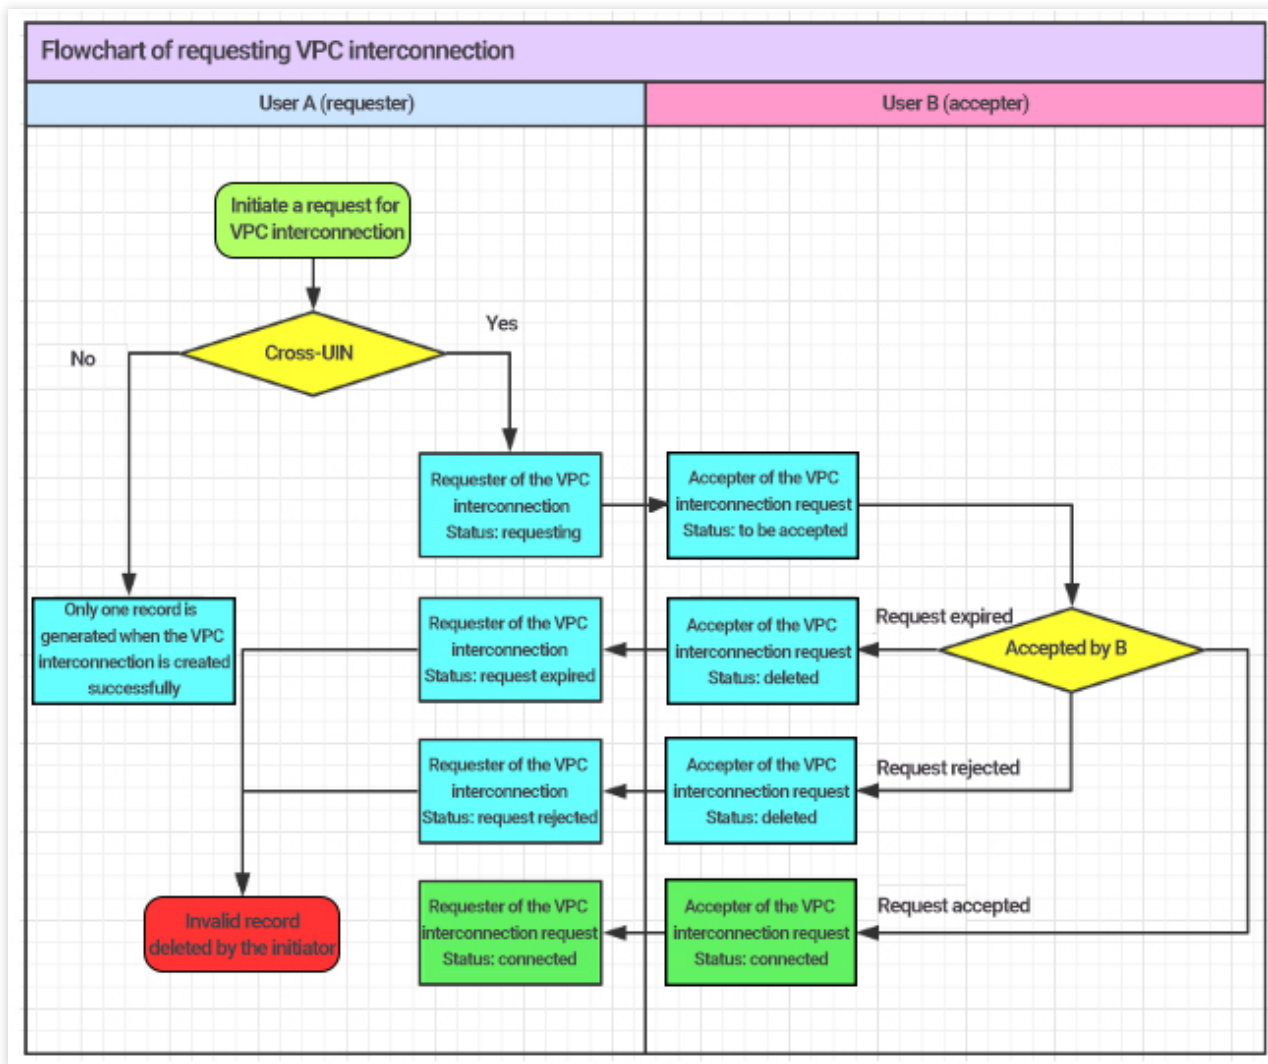 Flowchart of requesting VPC interconnection
User A (requester)
User B (accepter)
Initiate a request for
VPC interconnection
Cross-UIN
Yes
No
Requester of the VPC
interconnection
Status: requesting
Accepter of the VPC
interconnection request
Status: to be accepted
Only one record is
generated when the VPC
interconnection is created
successfully
Requester of the VPC
interconnection
Status: request expired
Accepter of the VPC
interconnection request
Status: deleted
Request expired
Accepted by B
Requester of the VPC
interconnection
Status: request rejected
Accepter of the VPC
interconnection request
Status: deleted
Request rejected
Invalid record
deleted by the initiator
Requester of the VPC
interconnection request
Status: connected
Accepter of the VPC
interconnection request
Status: connected
Request accepted